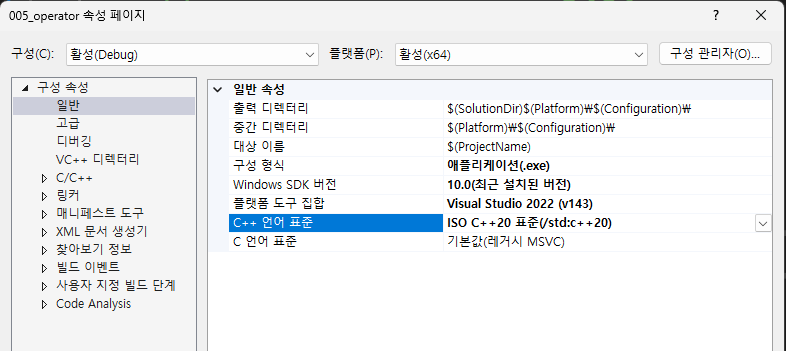 005_operator 속성 페이지
구성(C): 활성(Debug) 플랫폼(P): 활성(x64) 구성 관리자(O)...
구성 속성
일반
고급
디버깅
VC++ 디렉터리
C/C++
링커
매니페스트 도구
XML 문서 생성기
찾아보기 정보
빌드 이벤트
사용자 지정 빌드 단계
Code Analysis
일반 속성
출력 디렉터리 $(SolutionDir)$(Platform)₩$(Configuration)₩
중간 디렉터리 $(Platform)₩$(Configuration)₩
대상 이름 $(ProjectName)
구성 형식 애플리케이션(.exe)
Windows SDK 버전 10.0(최근 설치된 버전)
플랫폼 도구 집합 Visual Studio 2022 (v143)
C++ 언어 표준 ISO C++20 표준(/std:c++20)
C 언어 표준 기본값(레거시 MSVC)